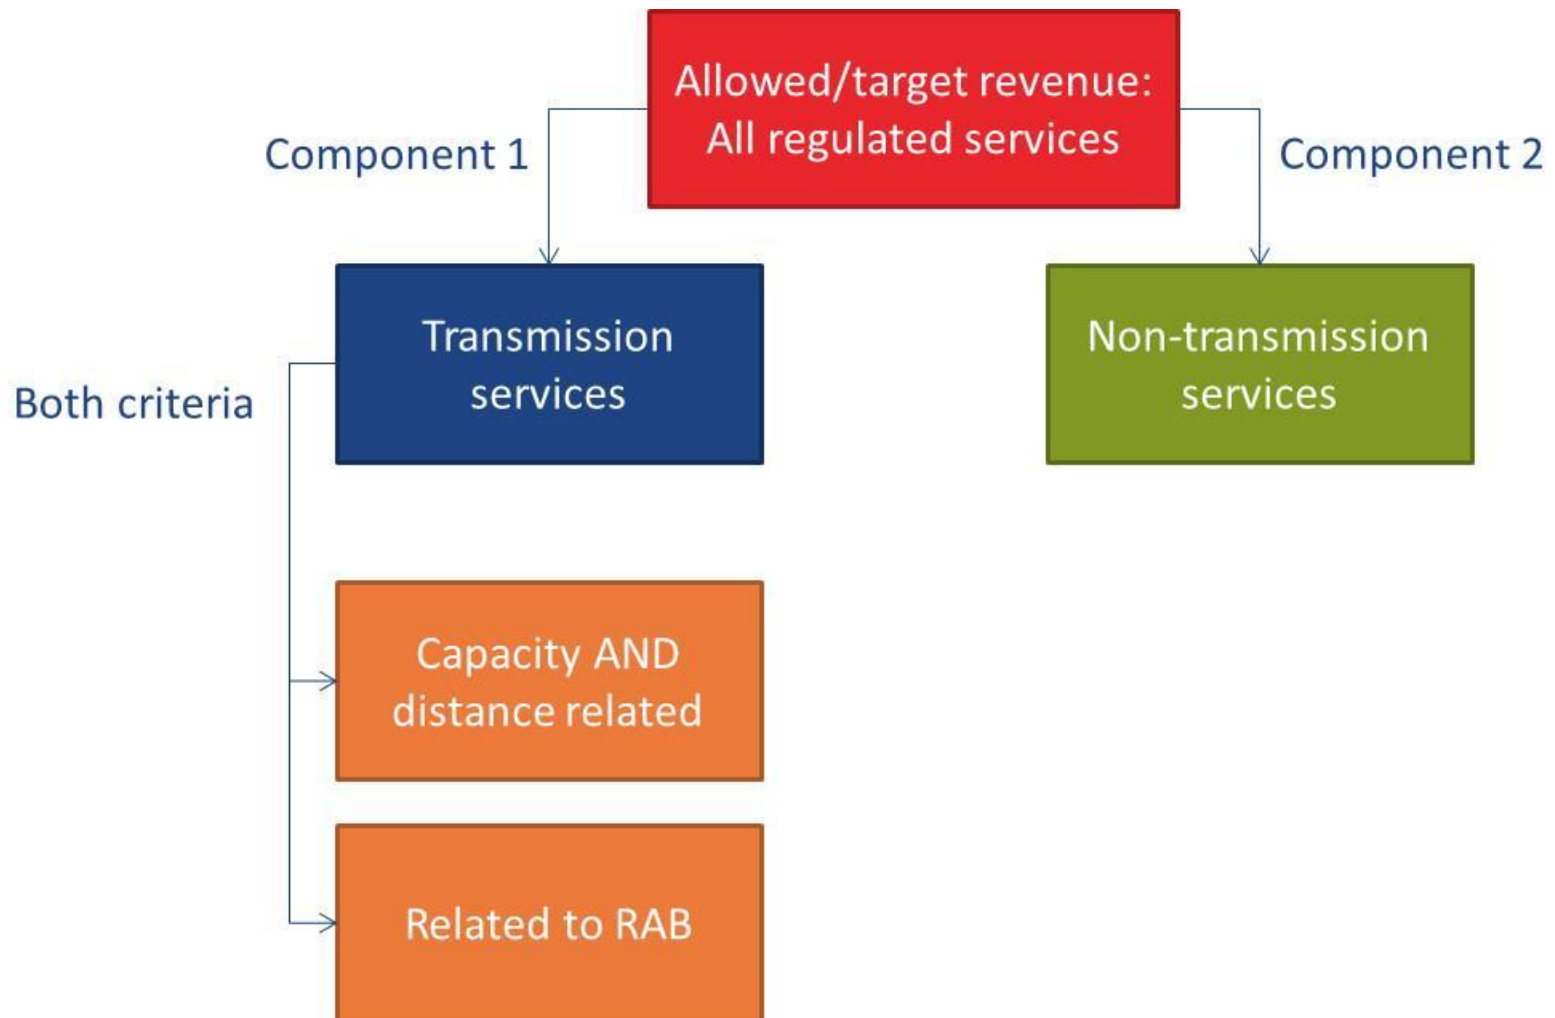 Allowed/target revenue:
All regulated services
Component 1
Component 2
Transmission
services
Non-transmission
services
Both criteria
Capacity AND
distance related
Related to RAB